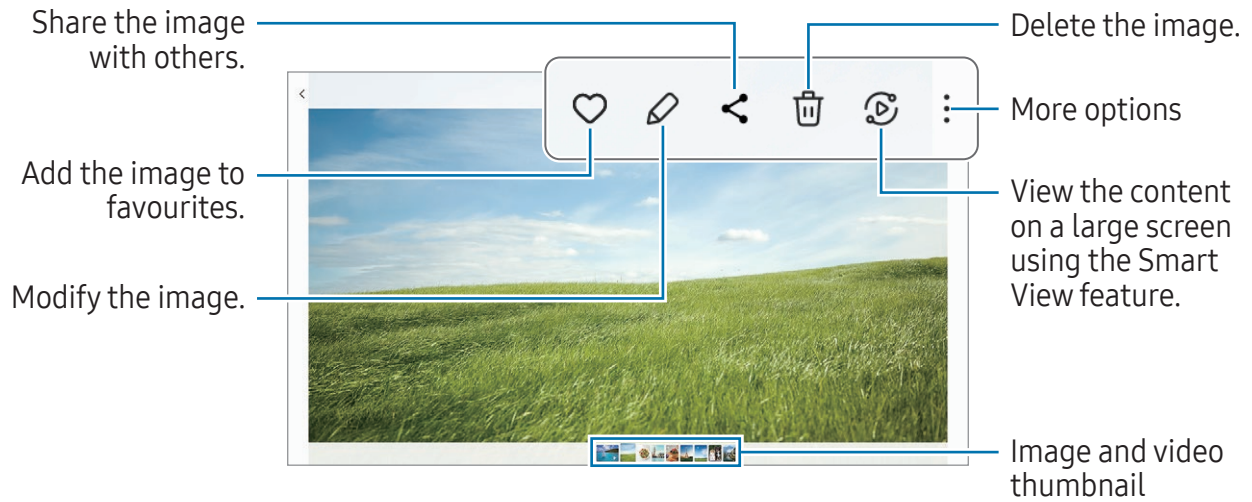 Share the image
with others.
Delete the image.
More options
Add the image to
favourites.
View the content
on a large screen
using the Smart
View feature.
Modify the image.
Image and video
thumbnail